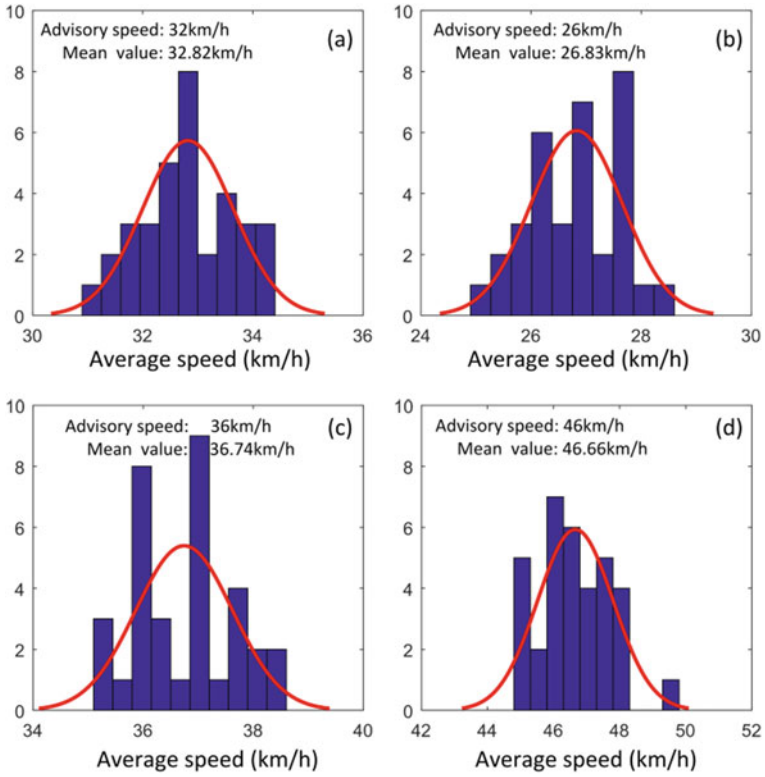 Advisory speed: 32km/h
Mean value: 32.82km/h
(a)
10
8
6
4
2
0
30 32 34 36
Average speed (km/h)
Advisory speed: 26km/h
Mean value: 26.83km/h
(b)
10
8
6
4
2
0
24 26 28 30
Average speed (km/h)
Advisory speed: 36km/h
Mean value: 36.74km/h
(c)
10
8
6
4
2
0
34 36 38 40
Average speed (km/h)
Advisory speed: 46km/h
Mean value: 46.66km/h
(d)
10
8
6
4
2
0
42 44 46 48 50 52
Average speed (km/h)